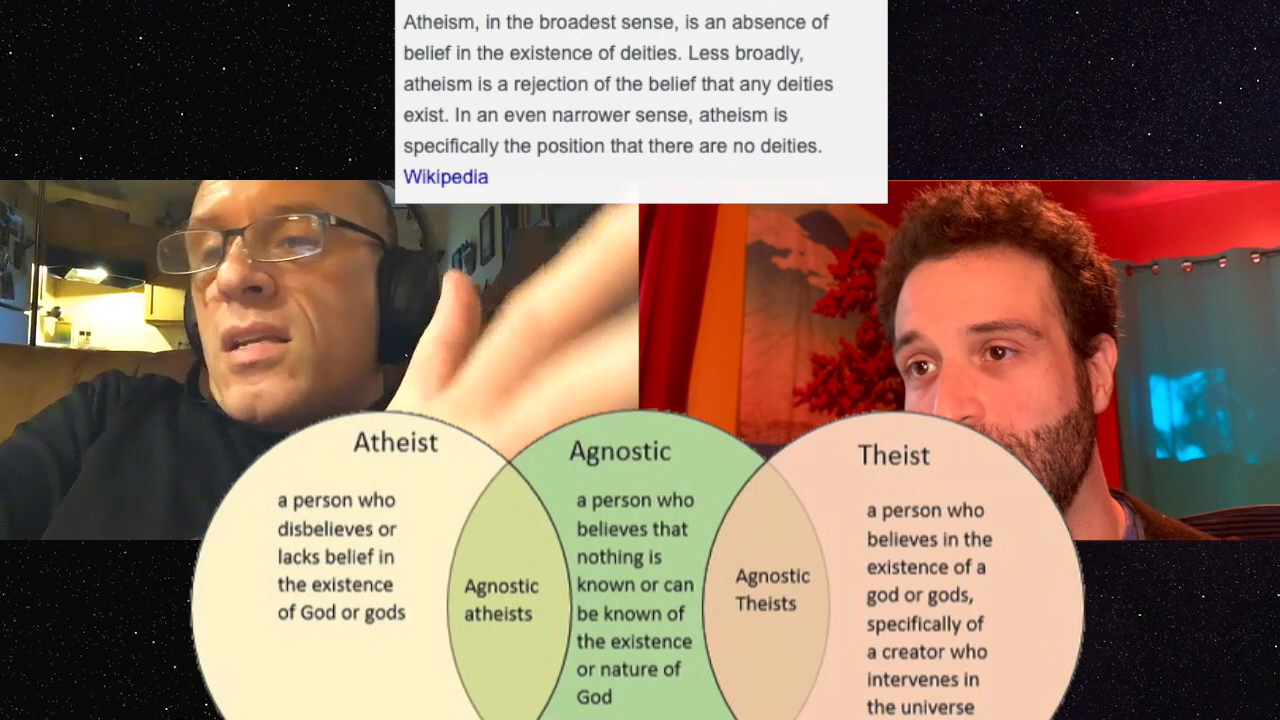 Atheism, in the broadest sense, is an absence of
belief in the existence of deities. Less broadly,
atheism is a rejection of the belief that any deities
exist. In an even narrower sense, atheism is
specifically the position that there are no deities.
Wikipedia
Atheist
a person who
disbelieves or
lacks belief in
the existence
of God or gods
Agnostic
atheists
Agnostic
a person who
believes that
nothing is
known or can
be known of
the existence
or nature of
God
Agnostic
Theists
Theist
a person who
believes in the
existence of a
god or gods,
specifically of
a creator who
intervenes in
the universe